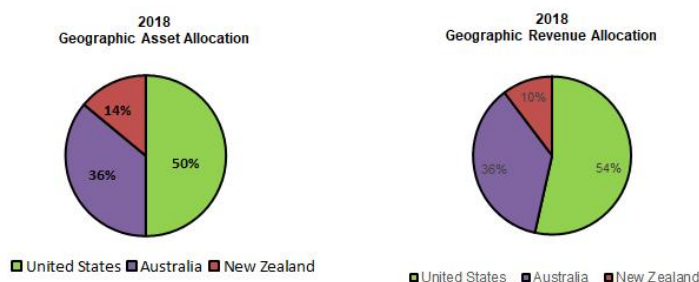 2018
Geographic Asset Allocation
14%
36%
50%
United States Australia New Zealand
2018
Geographic Revenue Allocation
10%
36%
54%
United States Australia New Zealand